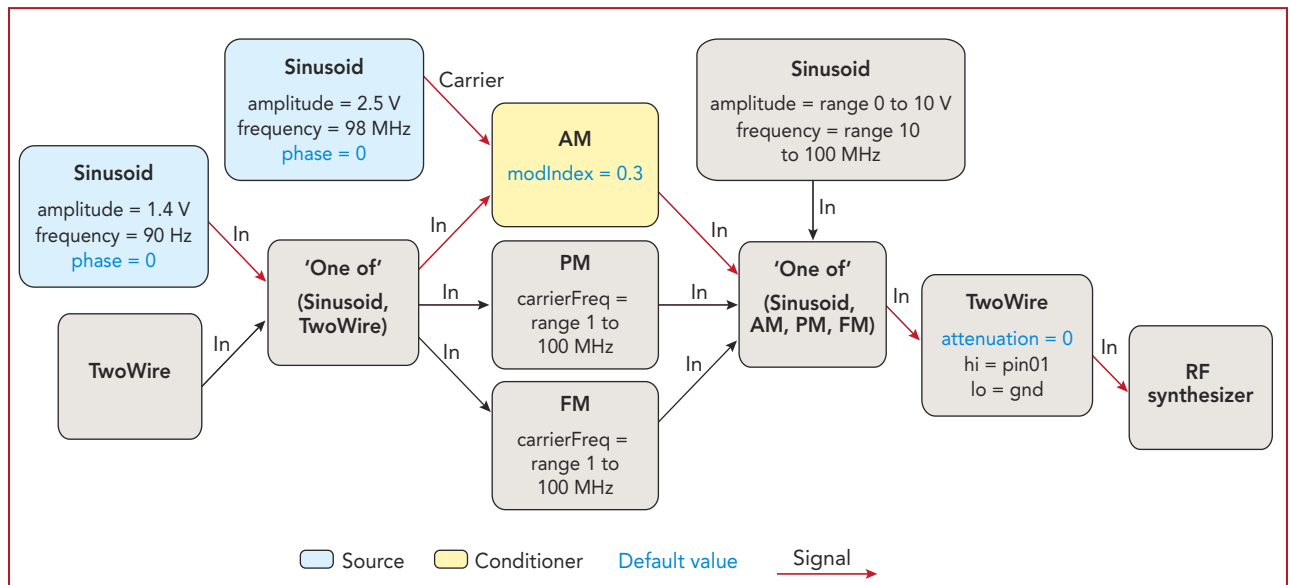 Sinusoid
amplitude = 2.5 V
frequency = 98 MHz
phase = 0
Carrier
Sinusoid
amplitude = 1.4 V
frequency = 90 Hz
phase = 0
In
TwoWire
In
'One of'
(Sinusoid,
TwoWire)
In
In
In
AM
modIndex = 0.3
PM
carrierFreq =
range 1 to
100 MHz
FM
carrierFreq =
range 1 to
100 MHz
In
In
In
Sinusoid
amplitude = range 0 to 10 V
frequency = range 10
to 100 MHz
In
'One of'
(Sinusoid,
AM, PM, FM)
In
TwoWire
attenuation = 0
hi = pin01
lo = gnd
In
RF
synthesizer
Source
Conditioner
Default value
Signal